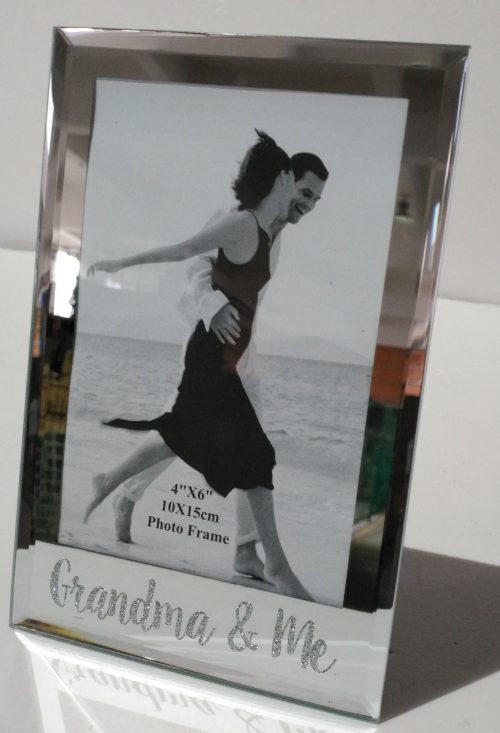 4"X6"
10X15cm
Photo Frame
Grandma & Me